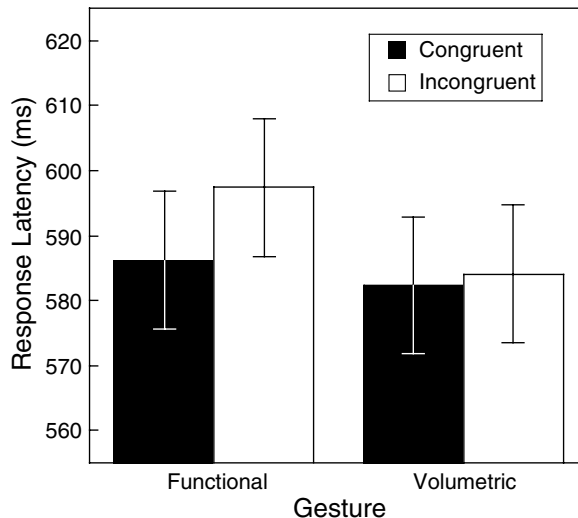 620
610
600
590
580
570
560
Response Latency (ms)
Congruent
Incongruent
Functional
Volumetric
Gesture